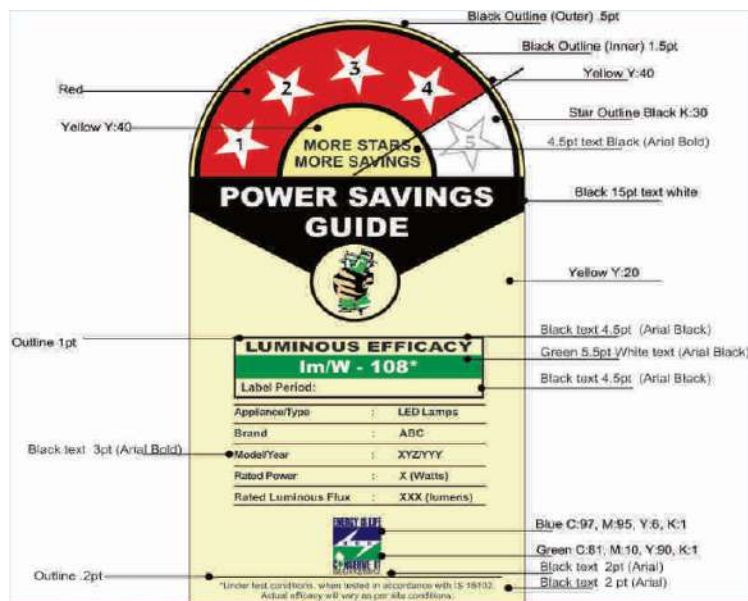 Black Outline (Outer) .5pt
Black Outline (Inner) 1.5pt
Yellow Y:40
Red
Star Outline Black K:30
Yellow Y:40
4.5pt text Black (Arial Bold)
1
2
3
4
5
MORE STARS
MORE SAVINGS
POWER SAVINGS
GUIDE
Black 15pt text white
Yellow Y:20
Outline 1pt
Black text 4.5pt (Arial Black)
LUMINOUS EFFICACY
Green 5.5pt White text (Arial Black)
lm/W - 108*
Label Period:
Black text 4.5pt (Arial Black)
Appliance/Type : LED Lamps
Brand : ABC
Black text 3pt (Arial Bold)
Model/Year : XYZ/YYY
Rated Power : X (Watts)
Rated Luminous Flux : XXX (lumens)
ENERGY IS LIFE
Blue C:97, M:95, Y:6, K:1
CONSERVE IT
Green C:81, M:10, Y:90, K:1
Black text 2pt (Arial)
Outline .2pt
*Under test conditions, when tested in accordance with IS 16102.
Black text 2 pt (Arial)
Actual efficacy will vary as per site conditions.